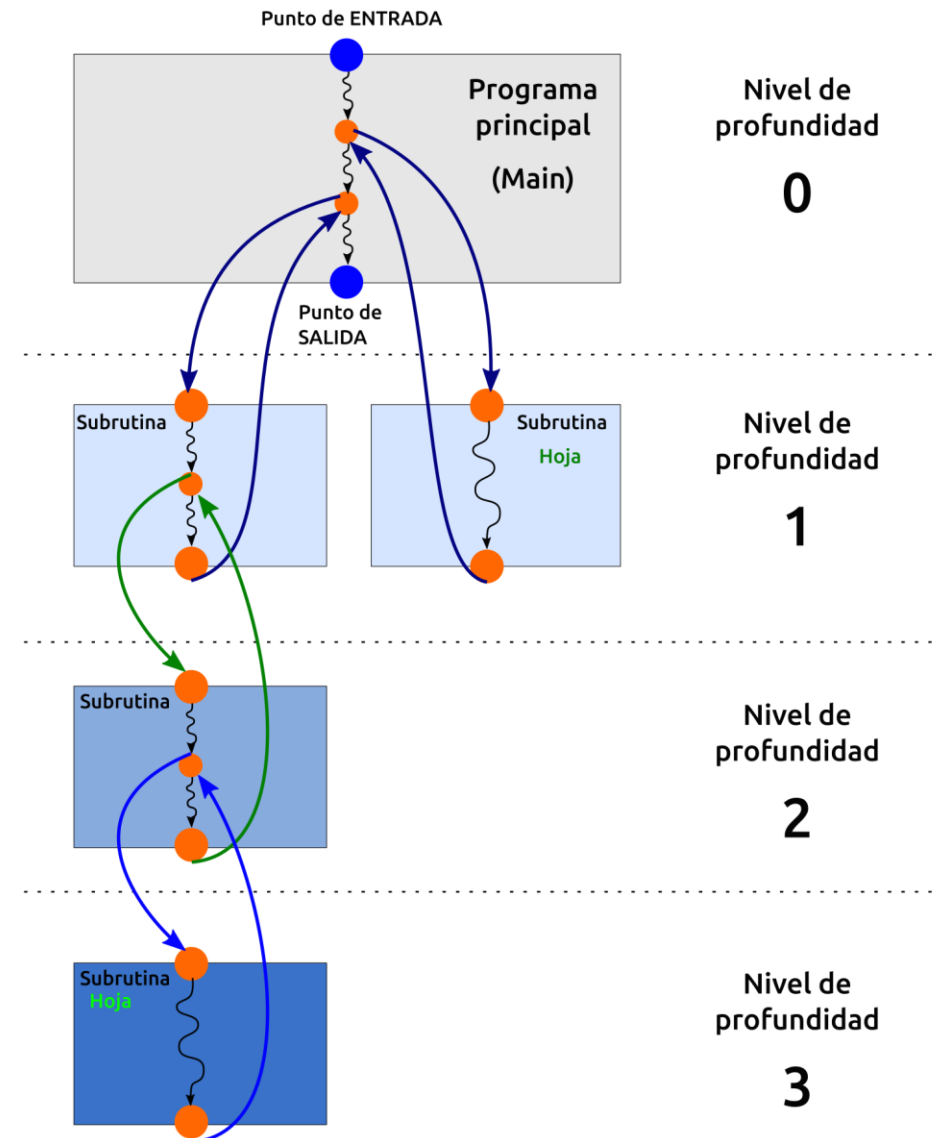 Punto de ENTRADA
Programa
principal
(Main)
Nivel de
profundidad
0
Punto de
SALIDA
Subrutina
Subrutina
Hoja
Nivel de
profundidad
1
Subrutina
Nivel de
profundidad
2
Subrutina
Hoja
Nivel de
profundidad
3